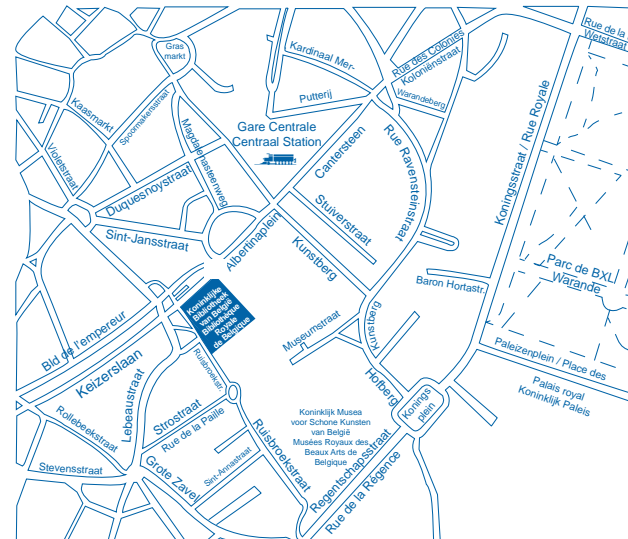 Gras
markt
Kardinaal Mer-
Rue des Colonies
Koloniënstraat
Rue de la
Wetstraat
Kaasmarkt
Spoormakersstraat
Putterij
Warandeberg
Violetstraat
Magdalenasteenweg
Gare Centrale
Centraal Station
Cantersteen
Rue Ravensteinstraat
Koningsstraat / Rue Royale
Duquesnoystraat
Stuiverstraat
Sint-Jansstraat
Albertinaplein
Kunstberg
Parc de BXL
Warande
Baron Hortastr.
Koninklijke
Bibliotheek
van België
Bibliothèque
Royale
de Belgique
Bld de l'empereur
Keizerslaan
Museumstraat
Kunstberg
Paleizenplein / Place des
Palais royal
Koninklijk Paleis
Ruisbroekstr.
Lebeaustraat
Hofberg
Konings
plein
Rollebeekstraat
Strostraat
Rue de la Paille
Ruisbroekstraat
Koninklijk Musea
voor Schone Kunsten
van België
Musées Royaux des
Beaux Arts de
Belgique
Stevensstraat
Grote Zavel
Sint-Annastraat
Regentschapsstraat
Rue de la Régence